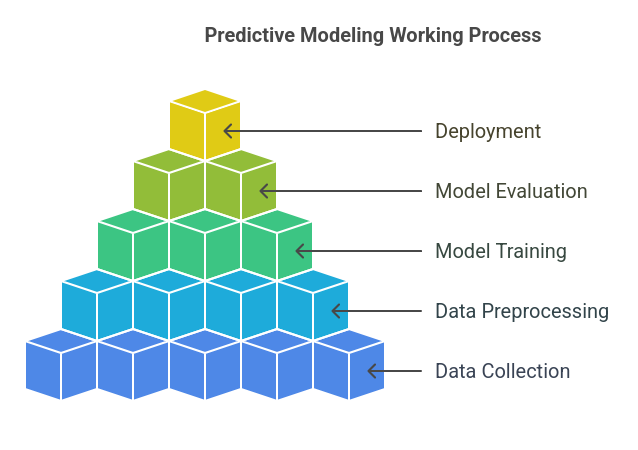 Predictive Modeling Working Process
Deployment
Model Evaluation
Model Training
Data Preprocessing
Data Collection